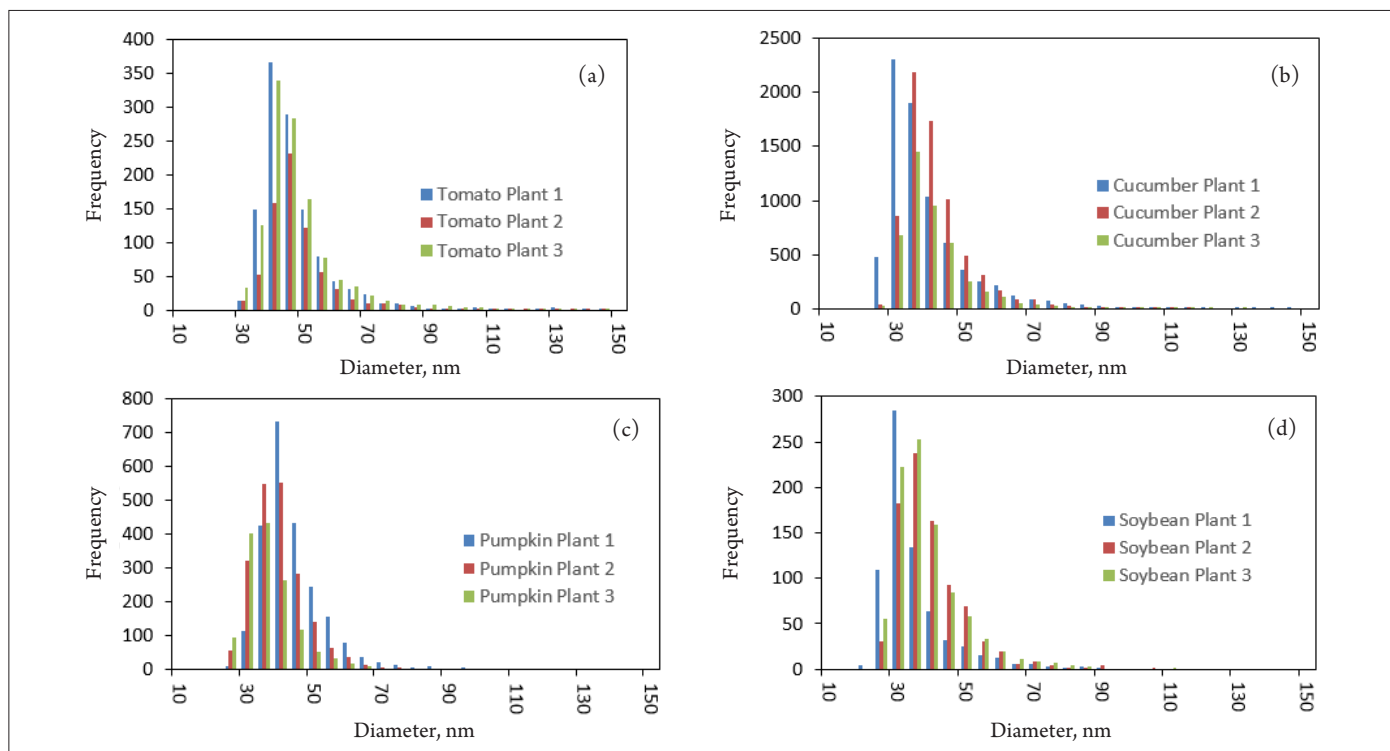 (a)
Frequency
400
350
300
250
200
150
100
50
0
Tomato Plant 1
Tomato Plant 2
Tomato Plant 3
10
30
50
70
90
110
130
150
Diameter, nm
(b)
Frequency
2500
2000
1500
1000
500
0
Cucumber Plant 1
Cucumber Plant 2
Cucumber Plant 3
10
30
50
70
90
110
130
150
Diameter, nm
(c)
Frequency
800
700
600
500
400
300
200
100
0
Pumpkin Plant 1
Pumpkin Plant 2
Pumpkin Plant 3
10
30
50
70
90
110
130
150
Diameter, nm
(d)
Frequency
300
250
200
150
100
50
0
Soybean Plant 1
Soybean Plant 2
Soybean Plant 3
10
30
50
70
90
110
130
150
Diameter, nm